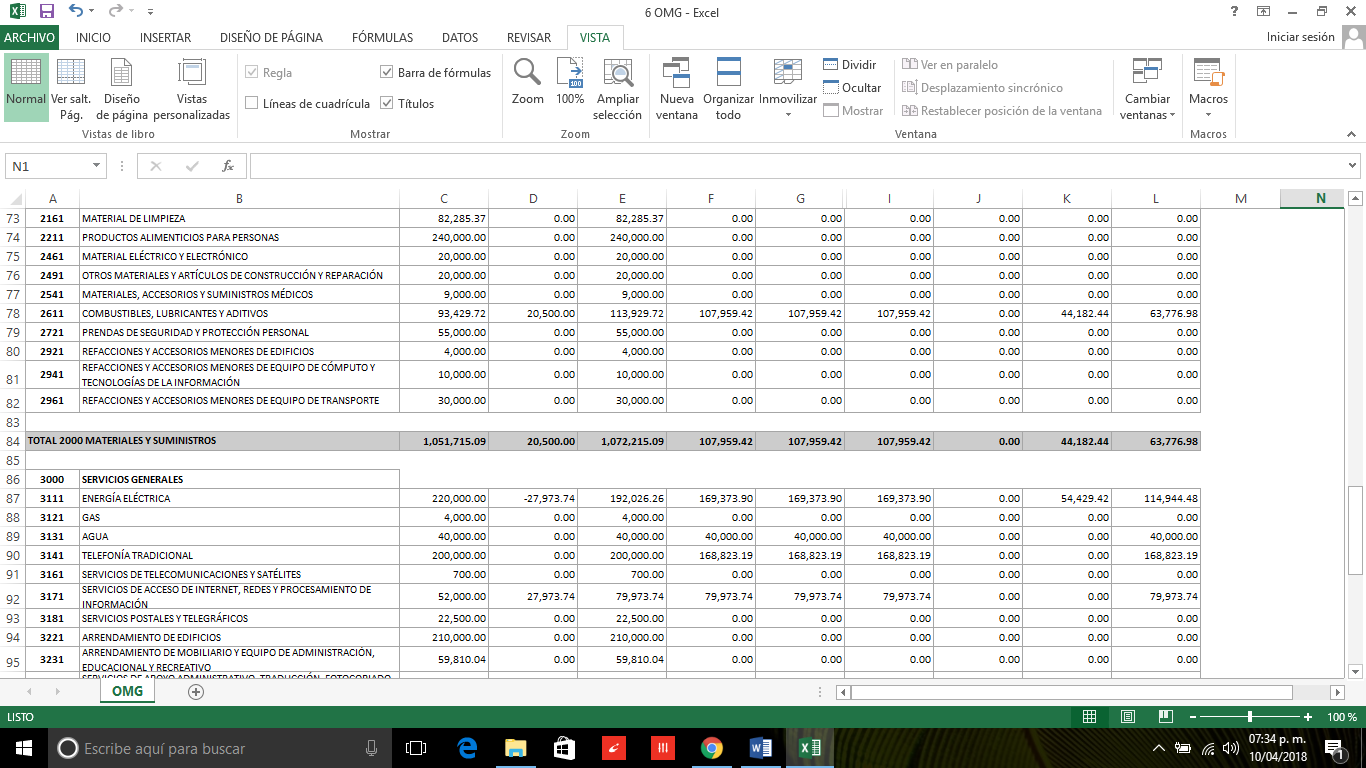 6 OMG - Excel
?
ARCHIVO INICIO INSERTAR DISEÑO DE PÁGINA FÓRMULAS DATOS REVISAR VISTA Iniciar sesión
Normal
Ver salt. Pág.
Diseño de página
Vistas personalizadas
Vistas de libro
Regla
Barra de fórmulas
Líneas de cuadrícula
Títulos
Mostrar
Zoom
100
100%
Ampliar selección
Zoom
Nueva ventana
Organizar todo
Inmovilizar
Dividir
Ocultar
Mostrar
Ver en paralelo
Desplazamiento sincrónico
Restablecer posición de la ventana
Cambiar ventanas
Ventana
Macros
Macros
N1 fx
A B C D E F G I J K L M N
73 2161 MATERIAL DE LIMPIEZA 82,285.37 0.00 82,285.37 0.00 0.00 0.00 0.00 0.00 0.00
74 2211 PRODUCTOS ALIMENTICIOS PARA PERSONAS 240,000.00 0.00 240,000.00 0.00 0.00 0.00 0.00 0.00 0.00
75 2461 MATERIAL ELÉCTRICO Y ELECTRÓNICO 20,000.00 0.00 20,000.00 0.00 0.00 0.00 0.00 0.00 0.00
76 2491 OTROS MATERIALES Y ARTÍCULOS DE CONSTRUCCIÓN Y REPARACIÓN 20,000.00 0.00 20,000.00 0.00 0.00 0.00 0.00 0.00 0.00
77 2541 MATERIALES, ACCESORIOS Y SUMINISTROS MÉDICOS 9,000.00 0.00 9,000.00 0.00 0.00 0.00 0.00 0.00 0.00
78 2611 COMBUSTIBLES, LUBRICANTES Y ADITIVOS 93,429.72 20,500.00 113,929.72 107,959.42 107,959.42 107,959.42 0.00 44,182.44 63,776.98
79 2721 PRENDAS DE SEGURIDAD Y PROTECCIÓN PERSONAL 55,000.00 0.00 55,000.00 0.00 0.00 0.00 0.00 0.00 0.00
80 2921 REFACCIONES Y ACCESORIOS MENORES DE EDIFICIOS 4,000.00 0.00 4,000.00 0.00 0.00 0.00 0.00 0.00 0.00
81 2941 REFACCIONES Y ACCESORIOS MENORES DE EQUIPO DE CÓMPUTO Y
TECNOLOGÍAS DE LA INFORMACIÓN 10,000.00 0.00 10,000.00 0.00 0.00 0.00 0.00 0.00 0.00
82 2961 REFACCIONES Y ACCESORIOS MENORES DE EQUIPO DE TRANSPORTE 30,000.00 0.00 30,000.00 0.00 0.00 0.00 0.00 0.00 0.00
83
84 TOTAL 2000 MATERIALES Y SUMINISTROS 1,051,715.09 20,500.00 1,072,215.09 107,959.42 107,959.42 107,959.42 0.00 44,182.44 63,776.98
85
86 3000 SERVICIOS GENERALES
87 3111 ENERGÍA ELÉCTRICA 220,000.00 -27,973.74 192,026.26 169,373.90 169,373.90 169,373.90 0.00 54,429.42 114,944.48
88 3121 GAS 4,000.00 0.00 4,000.00 0.00 0.00 0.00 0.00 0.00 0.00
89 3131 AGUA 40,000.00 0.00 40,000.00 40,000.00 40,000.00 40,000.00 0.00 0.00 40,000.00
90 3141 TELEFONÍA TRADICIONAL 200,000.00 0.00 200,000.00 168,823.19 168,823.19 168,823.19 0.00 0.00 168,823.19
91 3161 SERVICIOS DE TELECOMUNICACIONES Y SATÉLITES 700.00 0.00 700.00 0.00 0.00 0.00 0.00 0.00 0.00
92 3171 SERVICIOS DE ACCESO DE INTERNET, REDES Y PROCESAMIENTO DE
INFORMACIÓN 52,000.00 27,973.74 79,973.74 79,973.74 79,973.74 79,973.74 0.00 0.00 79,973.74
93 3181 SERVICIOS POSTALES Y TELEGRÁFICOS 22,500.00 0.00 22,500.00 0.00 0.00 0.00 0.00 0.00 0.00
94 3221 ARRENDAMIENTO DE EDIFICIOS 210,000.00 0.00 210,000.00 0.00 0.00 0.00 0.00 0.00 0.00
95 3231 ARRENDAMIENTO DE MOBILIARIO Y EQUIPO DE ADMINISTRACIÓN,
EDUCACIONAL Y RECREATIVO 59,810.04 0.00 59,810.04 0.00 0.00 0.00 0.00 0.00 0.00
SERVICIOS DE APOYO ADMINISTRATIVO, TRADUCCIÓN, FOTOCOPIADO
OMG
LISTO 100 %
Escribe aquí para buscar
07:34 p. m.
10/04/2018
1